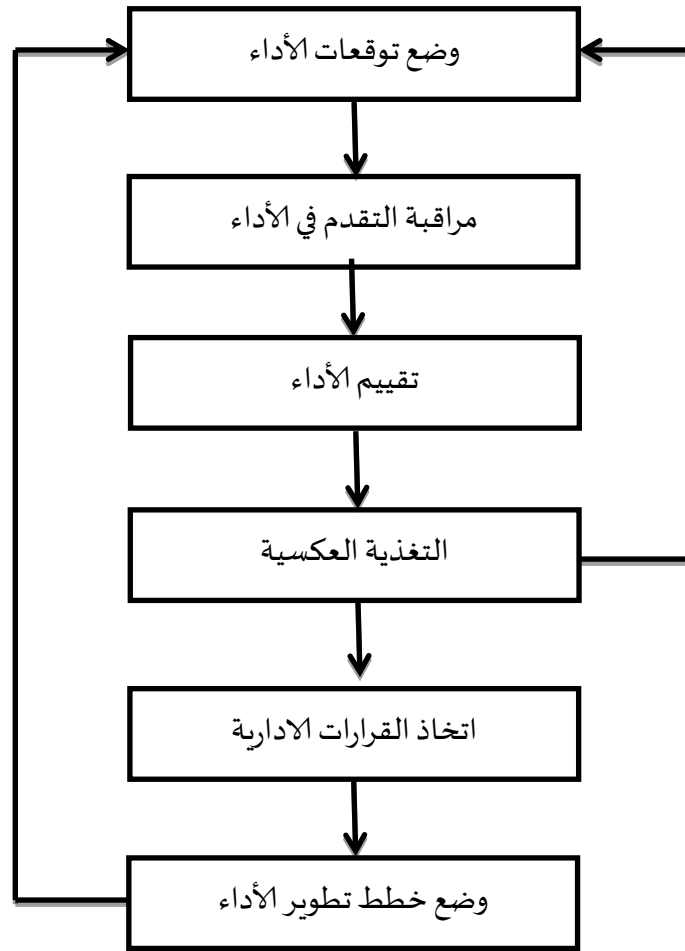 وضع توقعات الأداء
مراقبة التقدم في الأداء
تقييم الأداء
التغذية العكسية
اتخاذ القرارات الادارية
وضع خطط تطوير الأداء